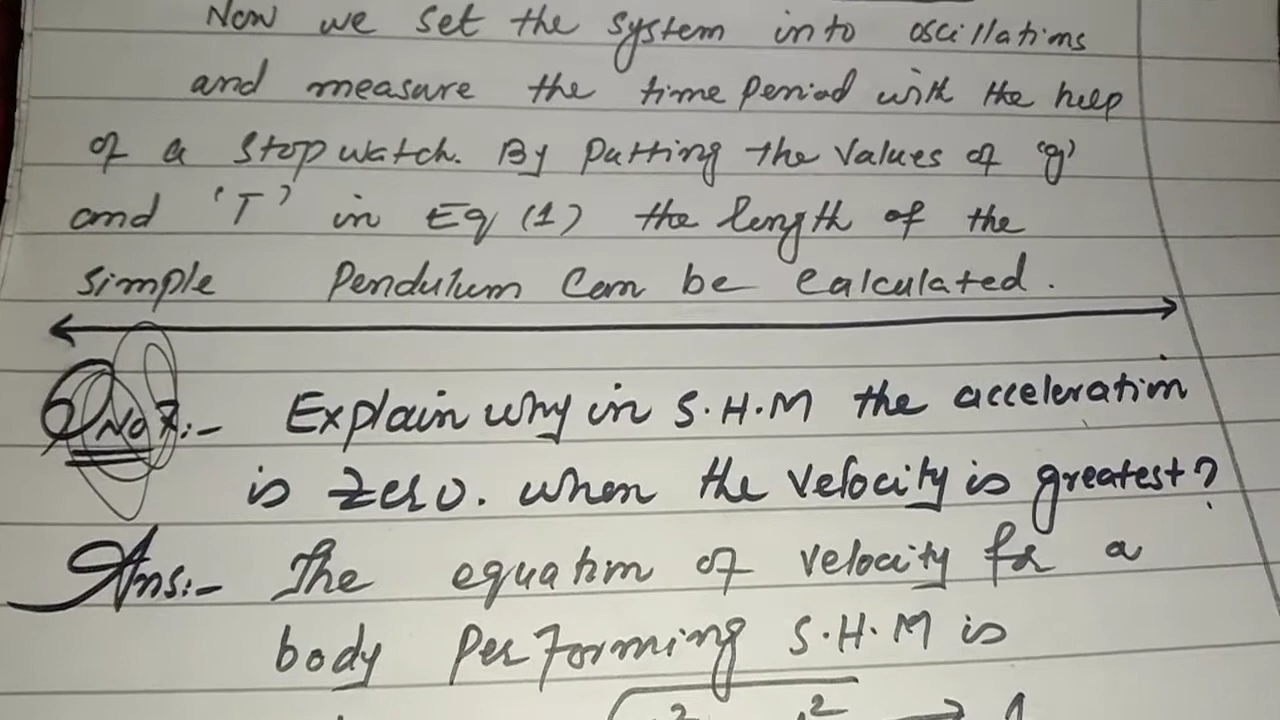 Now we set the system into oscillations
and measure the time period with the help
of a stop watch. By putting the values of 'g'
and 'T' in Eq (1) the length of the
simple Pendulum can be calculated.
Q No 7:- Explain why in S.H.M the acceleration
is zero. when the velocity is greatest?
Ans:- The equation of velocity for a
body performing S.H.M is